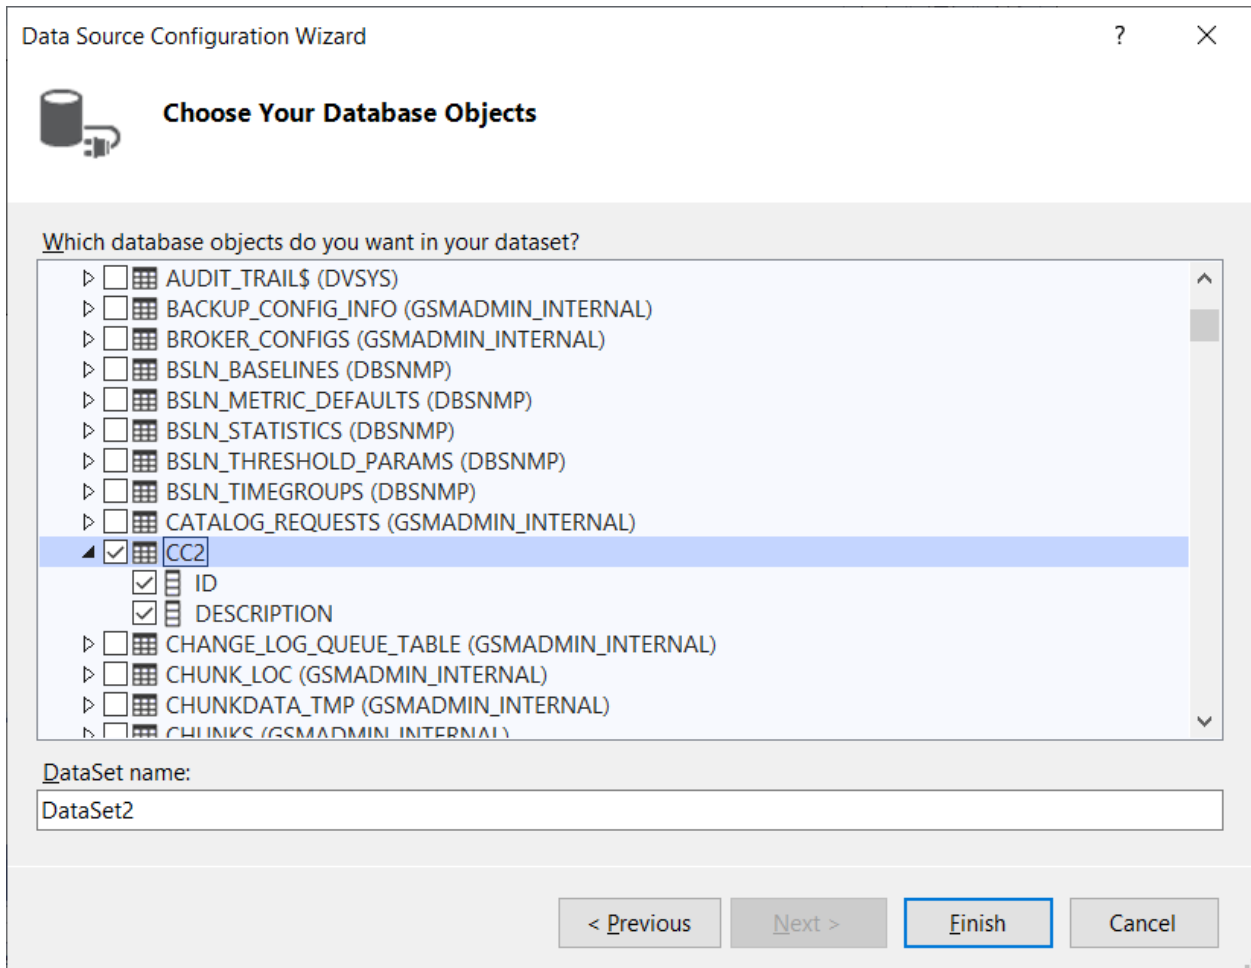 Data Source Configuration Wizard
Choose Your Database Objects
Which database objects do you want in your dataset?
AUDIT_TRAIL$ (DVSYS)
BACKUP_CONFIG_INFO (GSMADMIN_INTERNAL)
BROKER_CONFIGS (GSMADMIN_INTERNAL)
BSLN_BASELINES (DBSNMP)
BSLN_METRIC_DEFAULTS (DBSNMP)
BSLN_STATISTICS (DBSNMP)
BSLN_THRESHOLD_PARAMS (DBSNMP)
BSLN_TIMEGROUPS (DBSNMP)
CATALOG_REQUESTS (GSMADMIN_INTERNAL)
CC2
ID
DESCRIPTION
CHANGE_LOG_QUEUE_TABLE (GSMADMIN_INTERNAL)
CHUNK_LOC (GSMADMIN_INTERNAL)
CHUNKDATA_TMP (GSMADMIN_INTERNAL)
CHUNKS (GSMADMIN_INTERNAL)
DataSet name:
DataSet2
< Previous Next > Finish Cancel